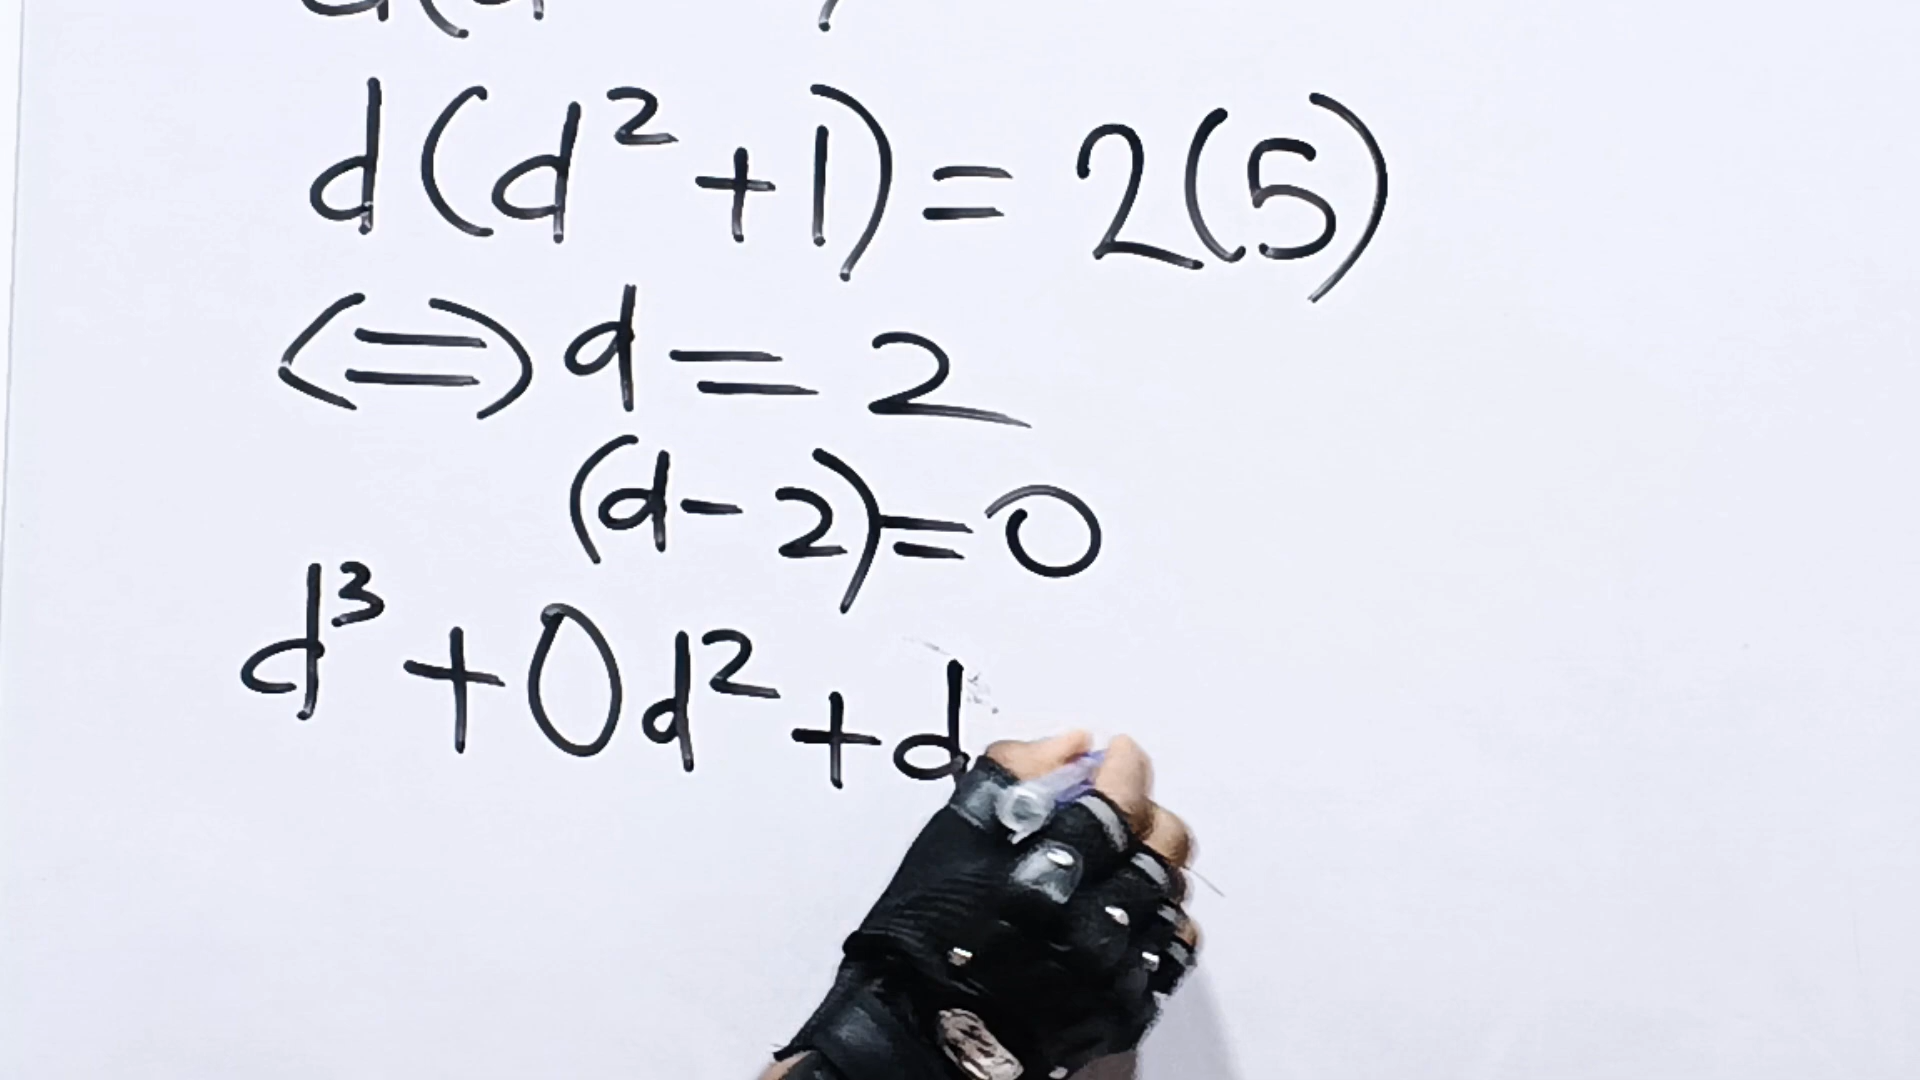 d(d² +1) = 2(5)
<=> d = 2
(d - 2) = 0
d³ + 0d² + d